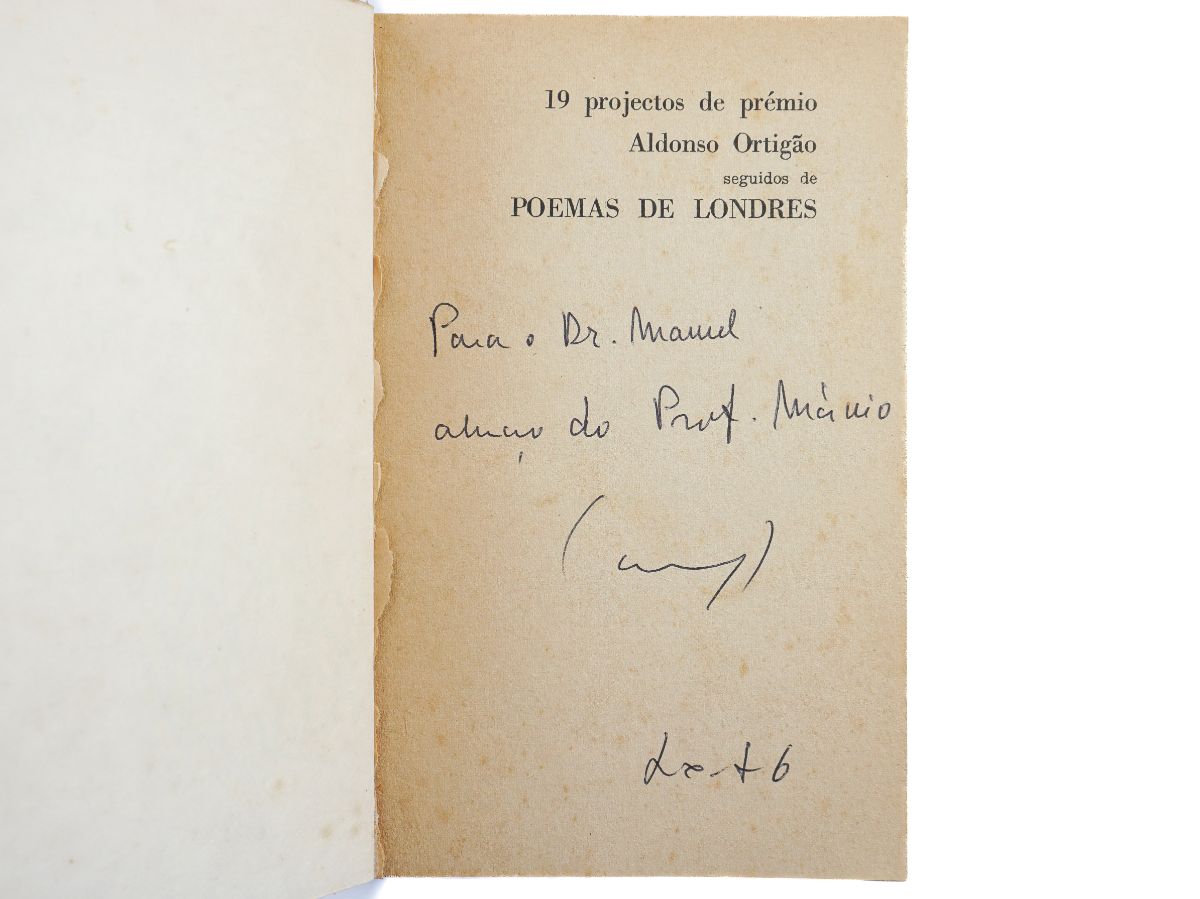 19 projectos de prémio
Aldonso Ortigão
seguidos de
POEMAS DE LONDRES
Para o Dr. Manuel
abraço do Prof. Mário
Lx-76